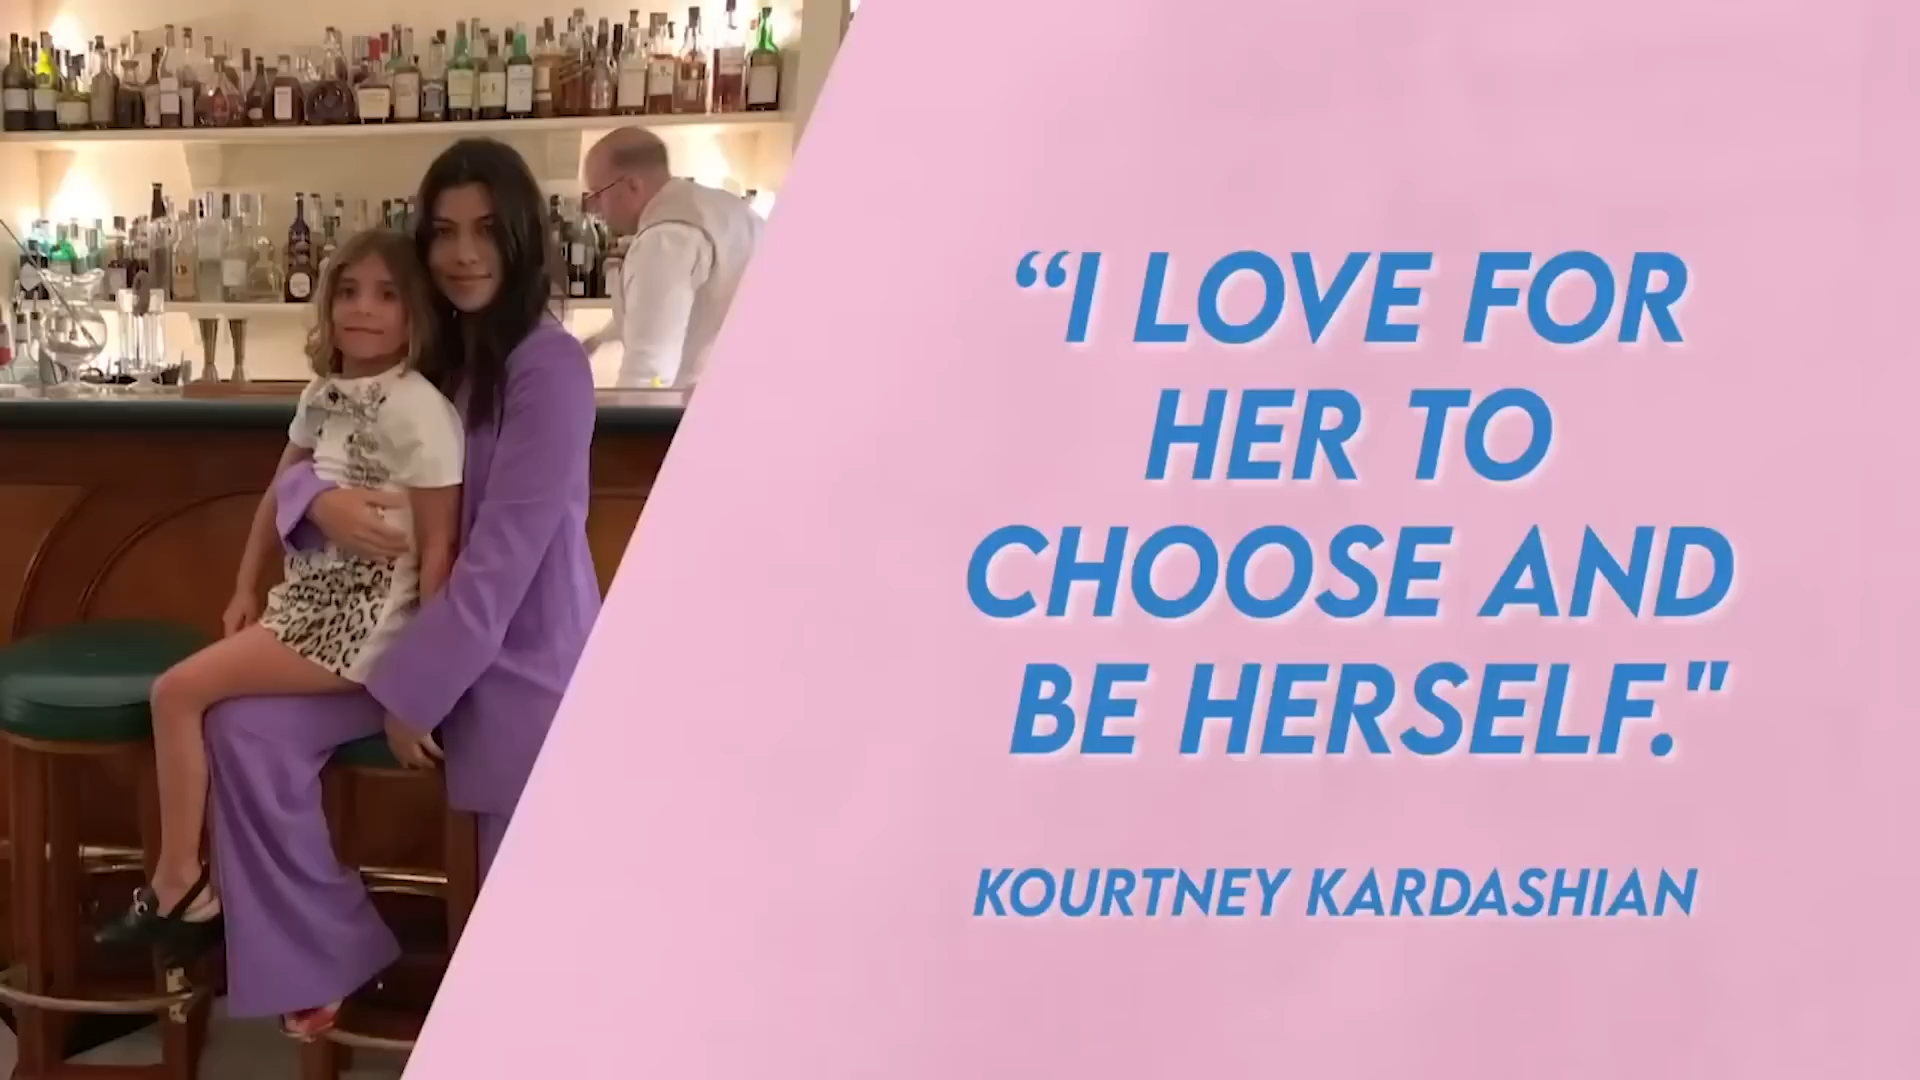 “I LOVE FOR
HER TO
CHOOSE AND
BE HERSELF."
KOURTNEY KARDASHIAN